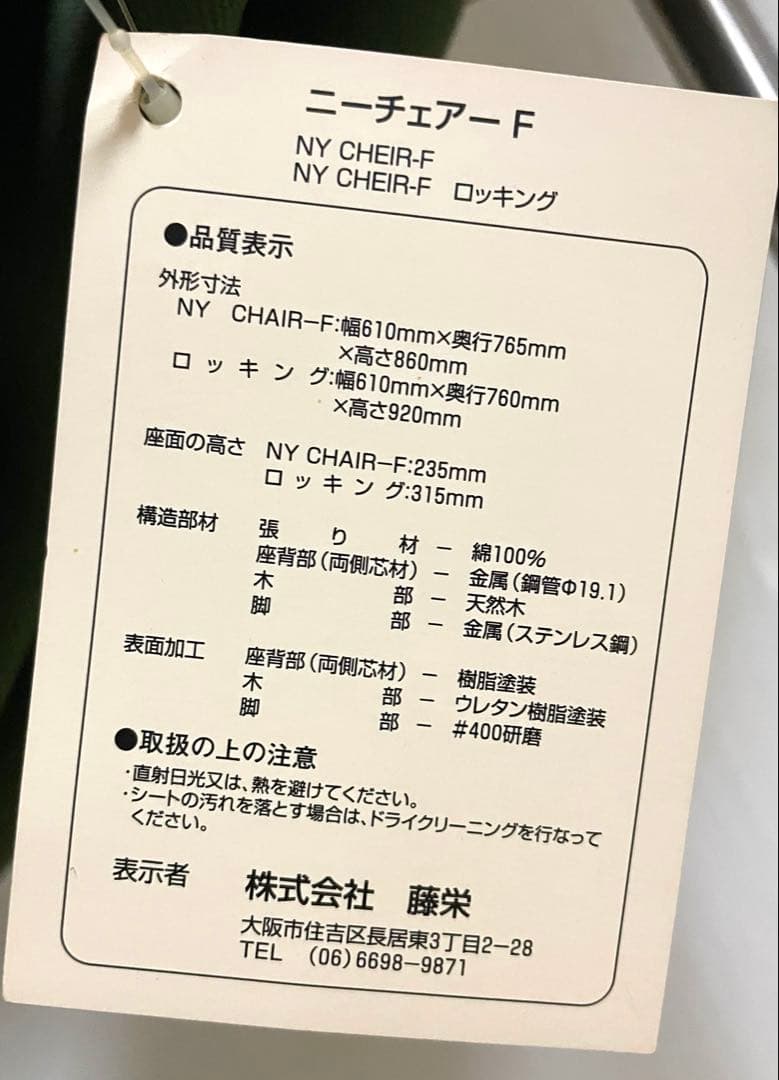 ニーチェアー F
NY CHEIR-F
NY CHEIR-F ロッキング
●品質表示
外形寸法
NY CHAIR-F:幅610mm×奥行765mm
×高さ860mm
ロッキング:幅610mm×奥行760mm
×高さ920mm
座面の高さ NY CHAIR-F:235mm
ロッキング:315mm
構造部材 張り材 - 綿100%
座背部(両側芯材) - 金属(鋼管Φ19.1)
木部 - 天然木
脚部 - 金属(ステンレス鋼)
表面加工 座背部(両側芯材) - 樹脂塗装
木部 - ウレタン樹脂塗装
脚部 - #400研磨
●取扱の上の注意
・直射日光又は、熱を避けてください。
・シートの汚れを落とす場合は、ドライクリーニングを行なって
ください。
表示者 株式会社 藤栄
大阪市住吉区長居東3丁目2-28
TEL (06)6698-9871